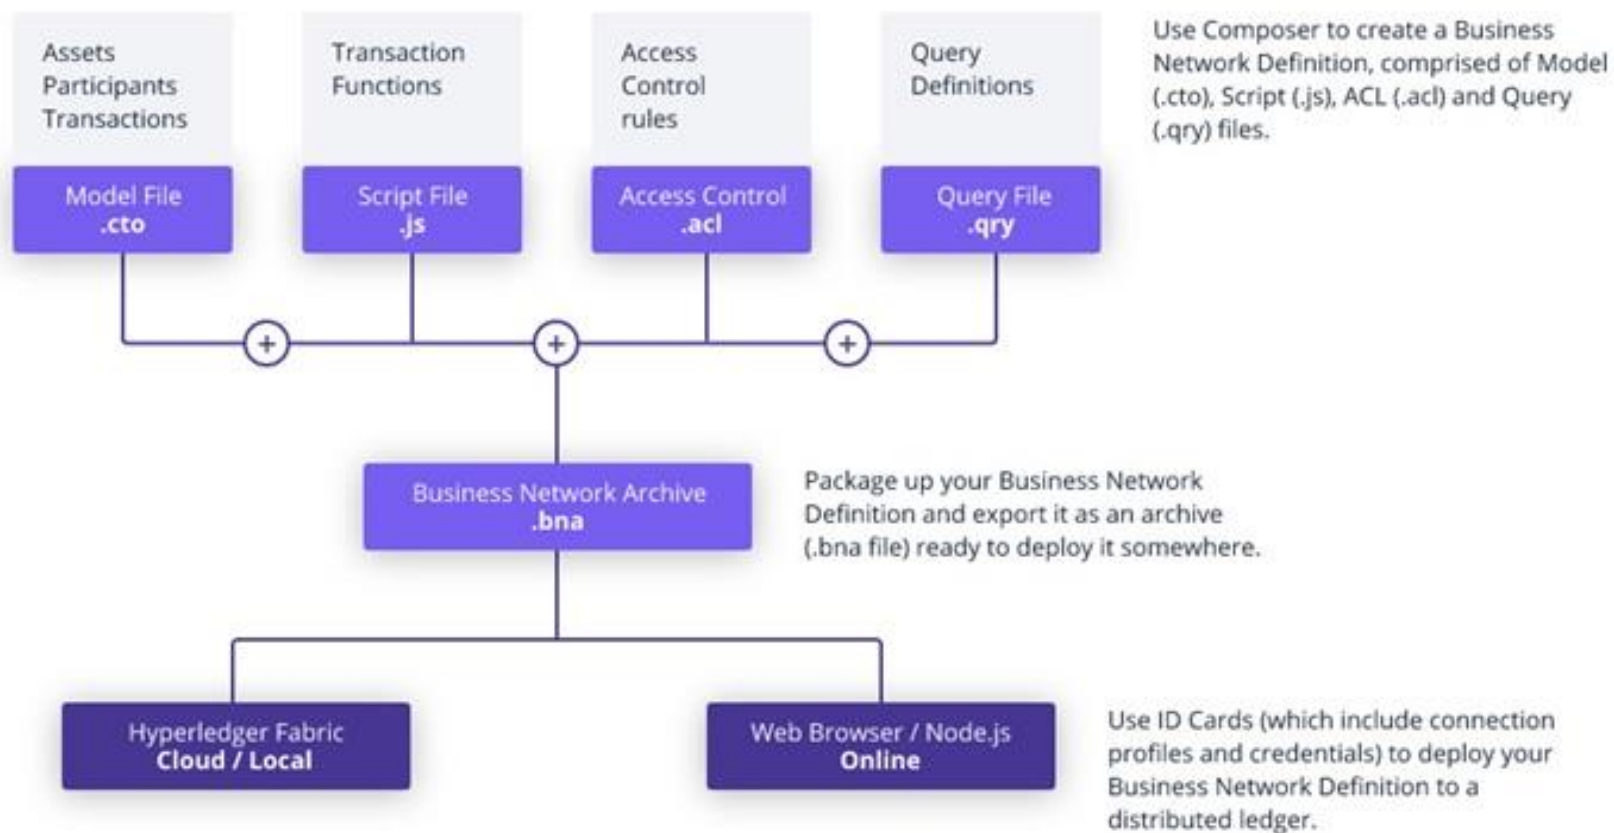 Assets
Participants
Transactions
Model File
.cto
Transaction
Functions
Script File
.js
Access
Control
rules
Access Control
.acl
Query
Definitions
Query File
.qry
Use Composer to create a Business
Network Definition, comprised of Model
(.cto), Script (.js), ACL (.acl) and Query
(.qry) files.
+
+
+
Business Network Archive
.bna
Package up your Business Network
Definition and export it as an archive
(.bna file) ready to deploy it somewhere.
Hyperledger Fabric
Cloud / Local
Web Browser / Node.js
Online
Use ID Cards (which include connection
profiles and credentials) to deploy your
Business Network Definition to a
distributed ledger.